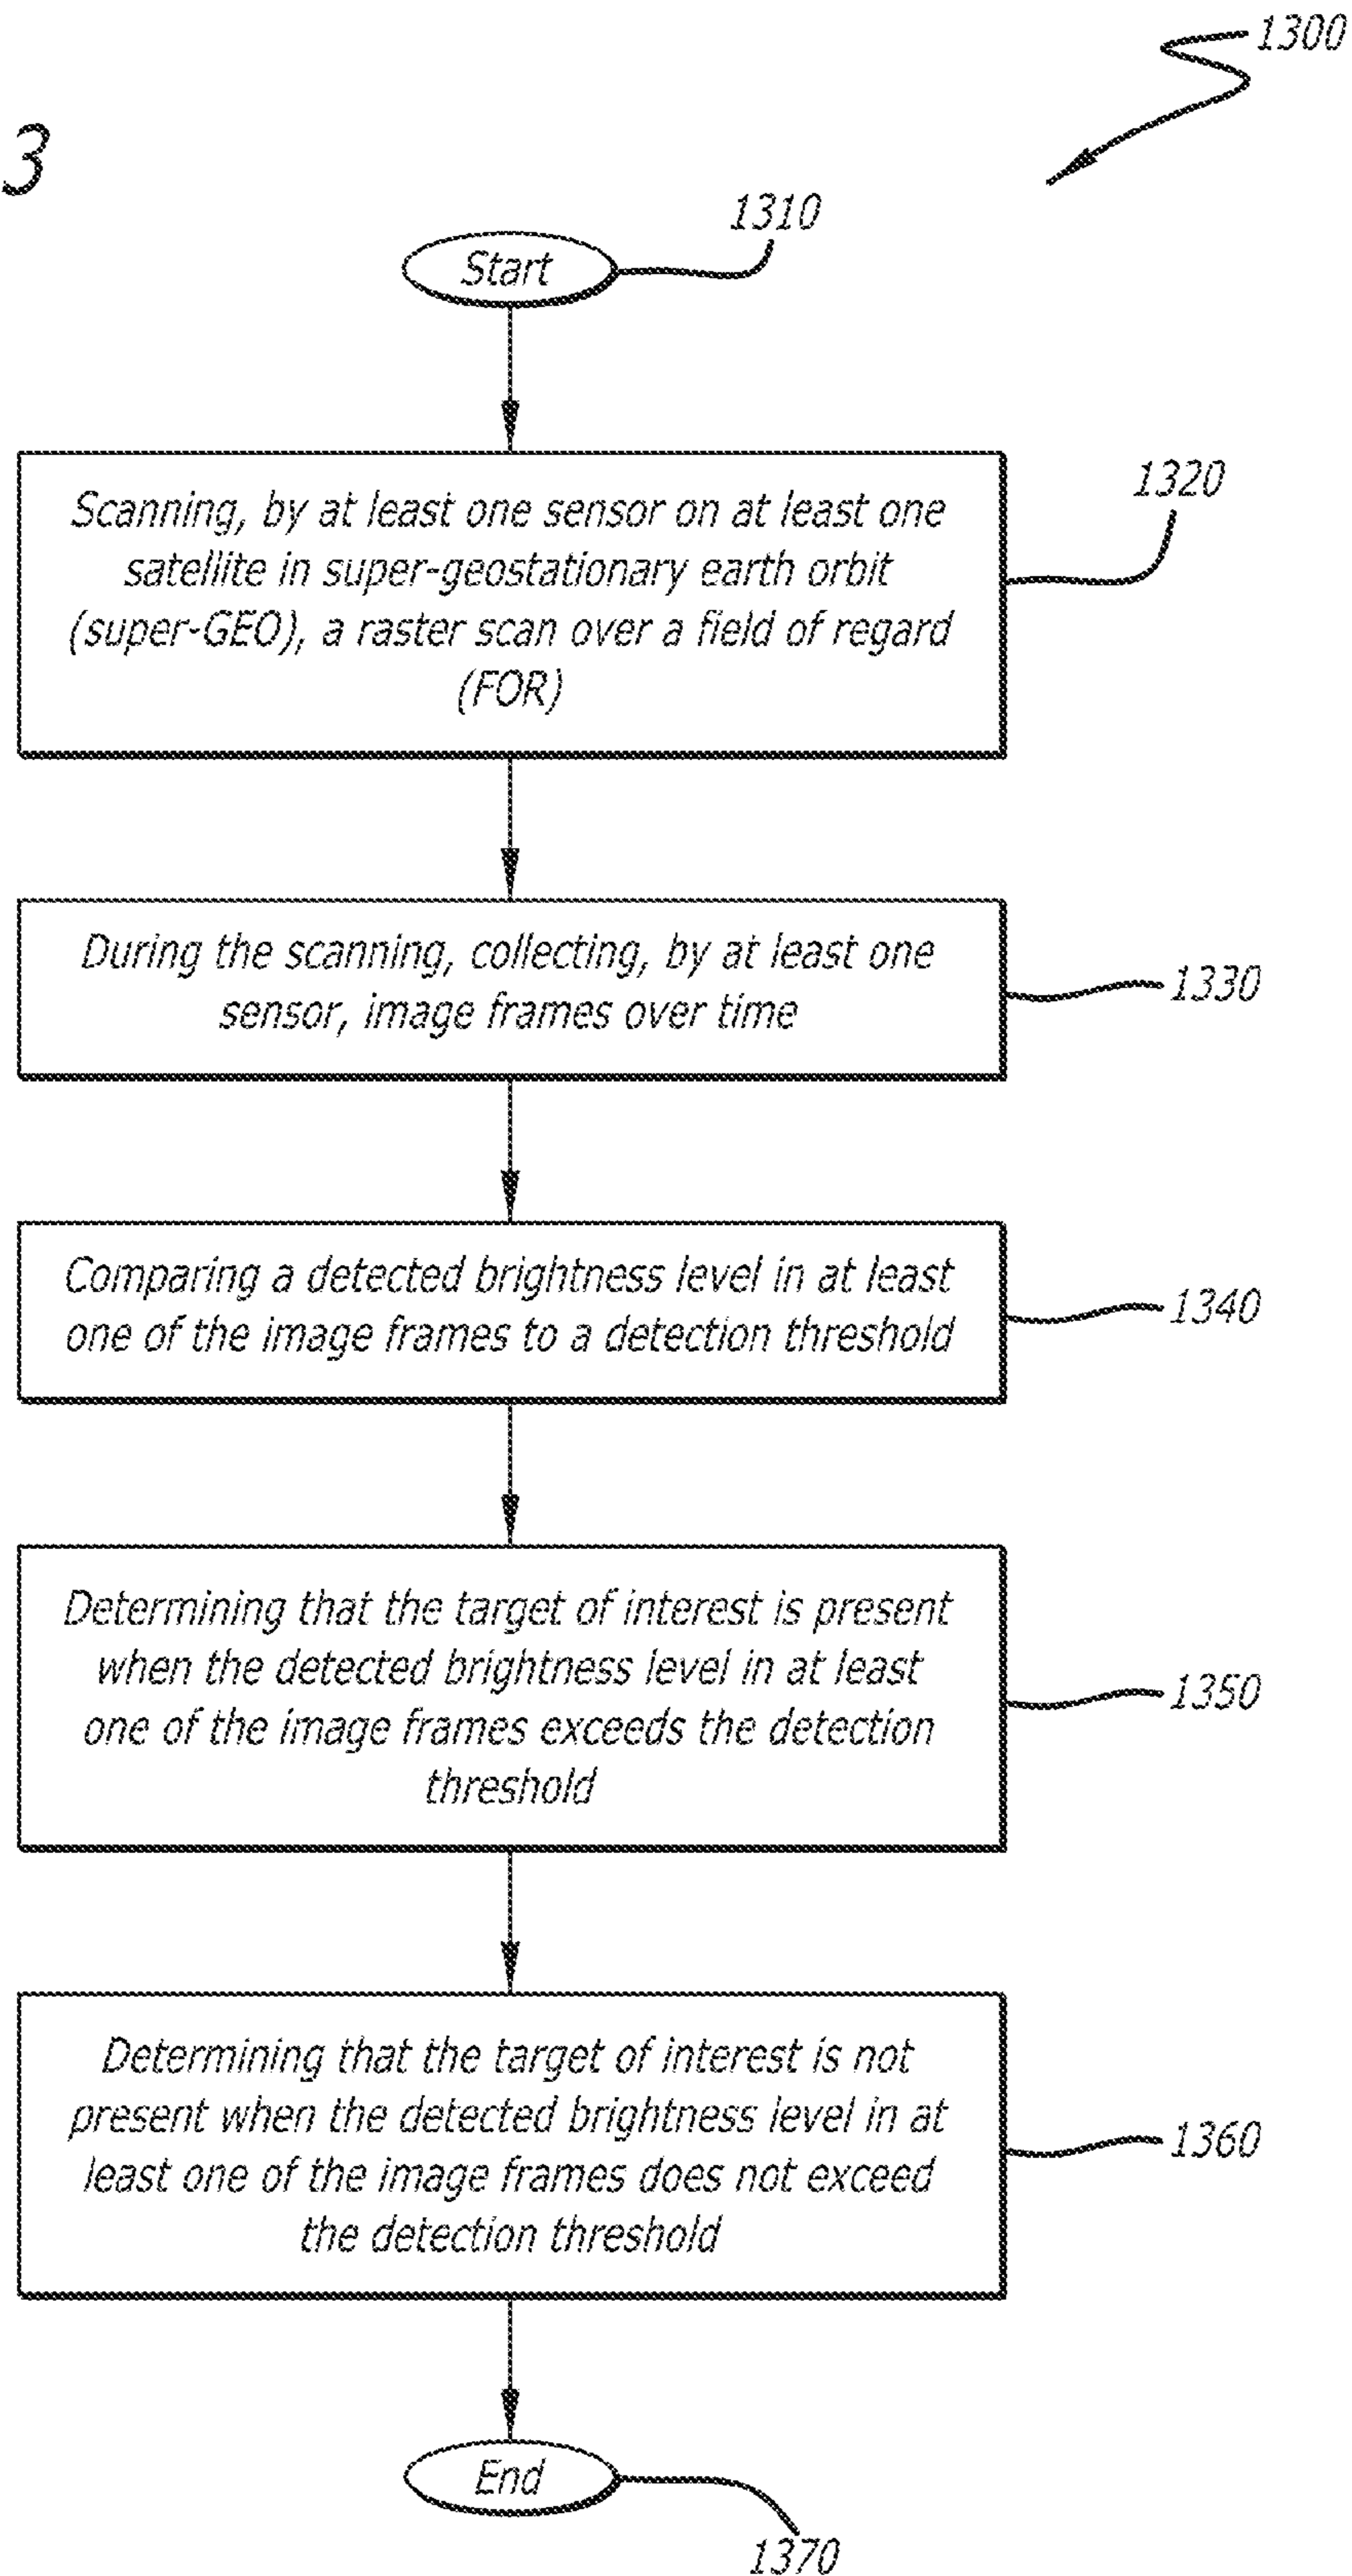 1300
3
1310
Start
Scanning, by at least one sensor on at least one
satellite in super-geostationary earth orbit
(super-GEO), a raster scan over a field of regard
(FOR)
1320
During the scanning, collecting, by at least one
sensor, image frames over time
1330
Comparing a detected brightness level in at least
one of the image frames to a detection threshold
1340
Determining that the target of interest is present
when the detected brightness level in at least
one of the image frames exceeds the detection
threshold
1350
Determining that the target of interest is not
present when the detected brightness level in at
least one of the image frames does not exceed
the detection threshold
1360
End
1370